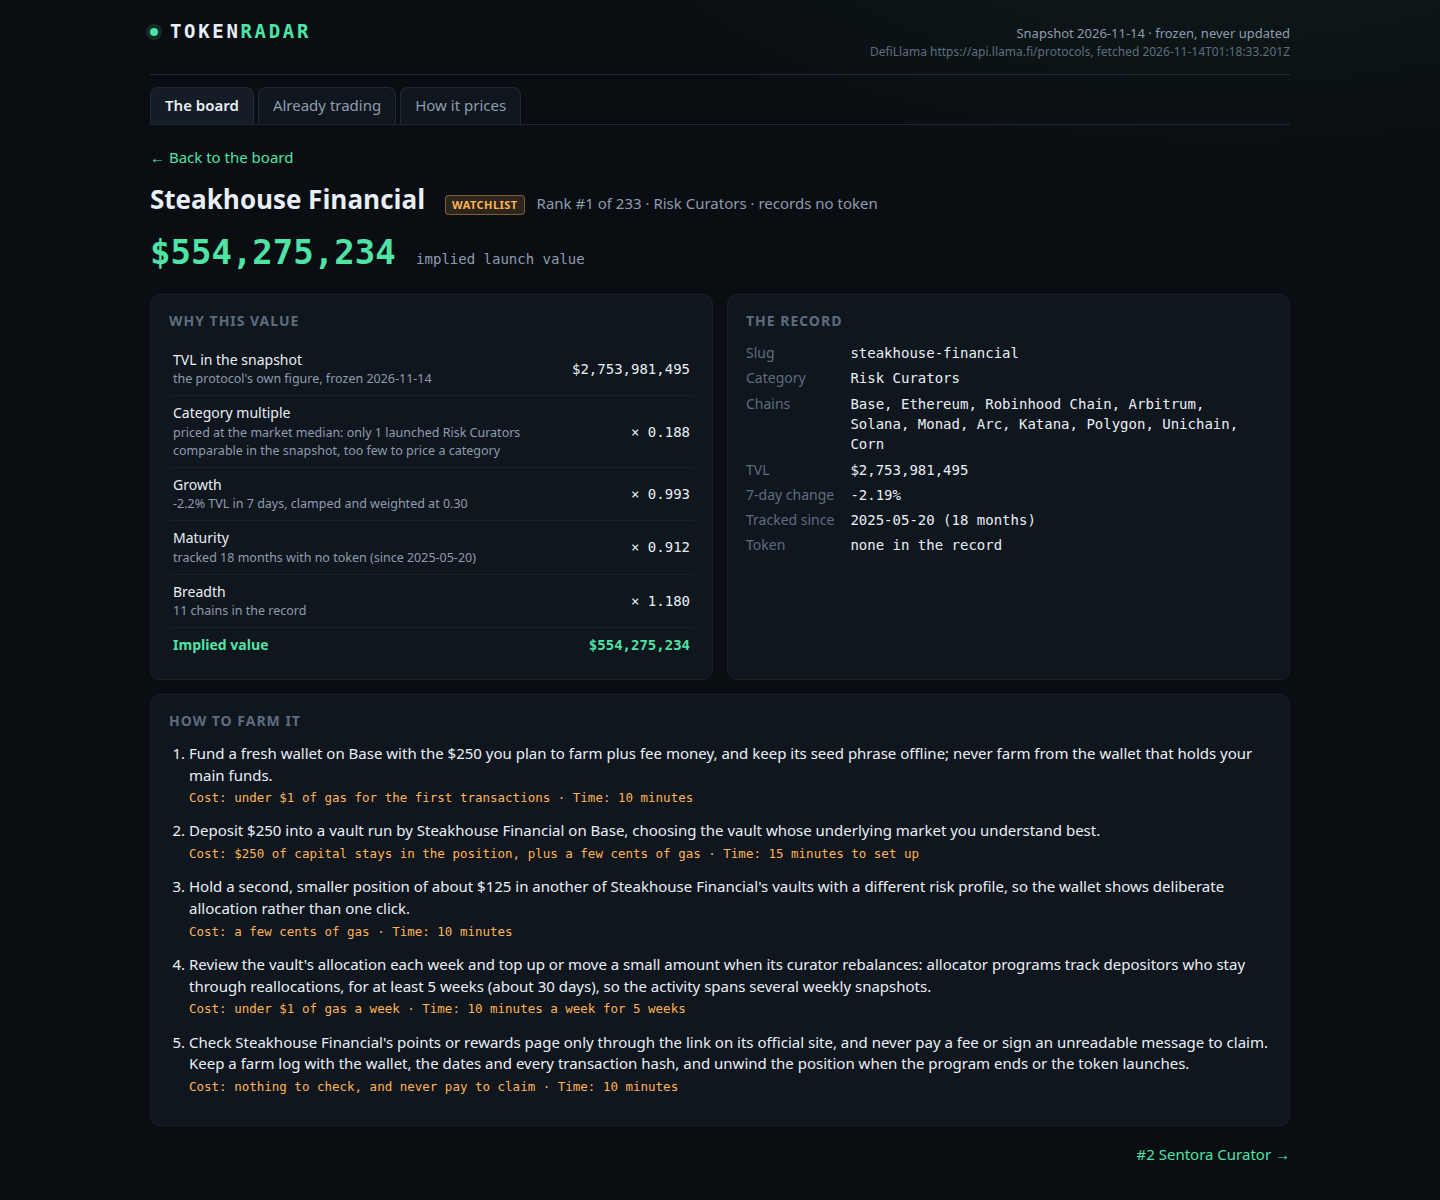 TOKENRADAR
Snapshot 2026-11-14 · frozen, never updated
DefiLlama https://api.llama.fi/protocols, fetched 2026-11-14T01:18:33.201Z
The board
Already trading
How it prices
← Back to the board
Steakhouse Financial WATCHLIST Rank #1 of 233 · Risk Curators · records no token
$554,275,234 implied launch value
WHY THIS VALUE
TVL in the snapshot
the protocol's own figure, frozen 2026-11-14
$2,753,981,495
Category multiple
priced at the market median: only 1 launched Risk Curators
comparable in the snapshot, too few to price a category
× 0.188
Growth
-2.2% TVL in 7 days, clamped and weighted at 0.30
× 0.993
Maturity
tracked 18 months with no token (since 2025-05-20)
× 0.912
Breadth
11 chains in the record
× 1.180
Implied value $554,275,234
THE RECORD
Slug steakhouse-financial
Category Risk Curators
Chains Base, Ethereum, Robinhood Chain, Arbitrum,
Solana, Monad, Arc, Katana, Polygon, Unichain,
Corn
TVL $2,753,981,495
7-day change -2.19%
Tracked since 2025-05-20 (18 months)
Token none in the record
HOW TO FARM IT
1. Fund a fresh wallet on Base with the $250 you plan to farm plus fee money, and keep its seed phrase offline; never farm from the wallet that holds your
main funds.
Cost: under $1 of gas for the first transactions · Time: 10 minutes
2. Deposit $250 into a vault run by Steakhouse Financial on Base, choosing the vault whose underlying market you understand best.
Cost: $250 of capital stays in the position, plus a few cents of gas · Time: 15 minutes to set up
3. Hold a second, smaller position of about $125 in another of Steakhouse Financial's vaults with a different risk profile, so the wallet shows deliberate
allocation rather than one click.
Cost: a few cents of gas · Time: 10 minutes
4. Review the vault's allocation each week and top up or move a small amount when its curator rebalances: allocator programs track depositors who stay
through reallocations, for at least 5 weeks (about 30 days), so the activity spans several weekly snapshots.
Cost: under $1 of gas a week · Time: 10 minutes a week for 5 weeks
5. Check Steakhouse Financial's points or rewards page only through the link on its official site, and never pay a fee or sign an unreadable message to claim.
Keep a farm log with the wallet, the dates and every transaction hash, and unwind the position when the program ends or the token launches.
Cost: nothing to check, and never pay to claim · Time: 10 minutes
#2 Sentora Curator →